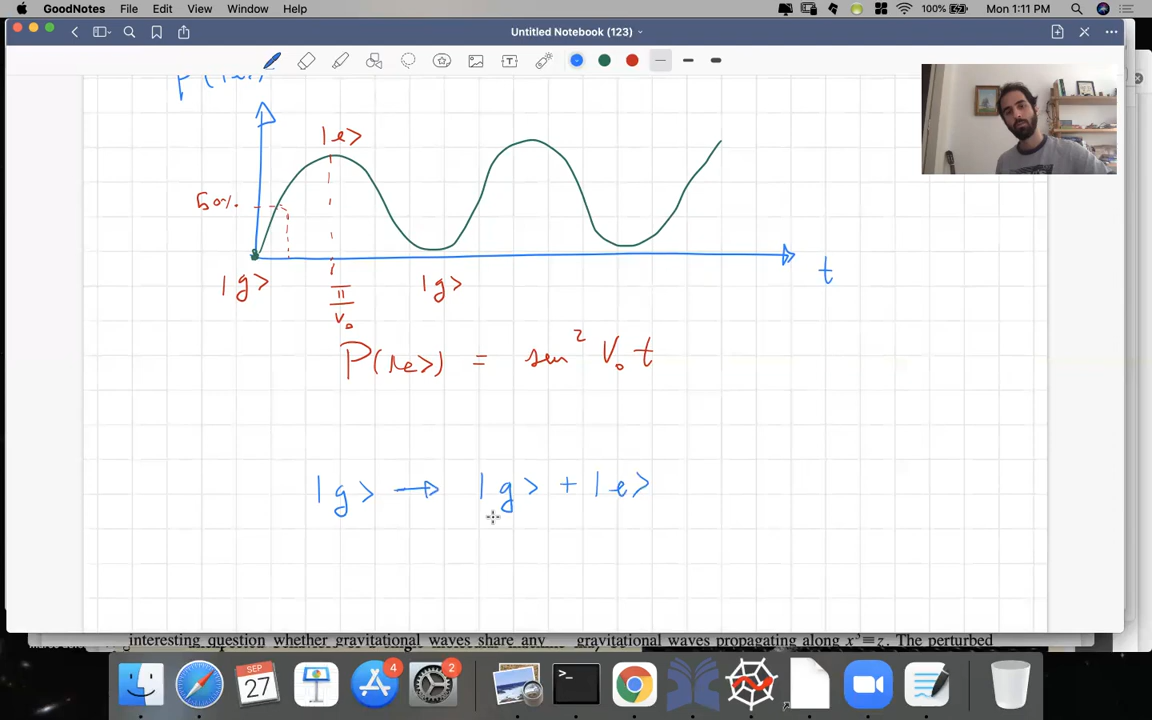 GoodNotes File Edit View Window Help 100% Mon 1:11 PM
Untitled Notebook (123)
|e>
50%
t
|g> |g>
π
V₀
P(|e>) = sen² V₀ t
|g> → |g> + |e>
interesting question whether gravitational waves share any gravitational waves propagating along x³≡z. The perturbed
SEP
27
4
2